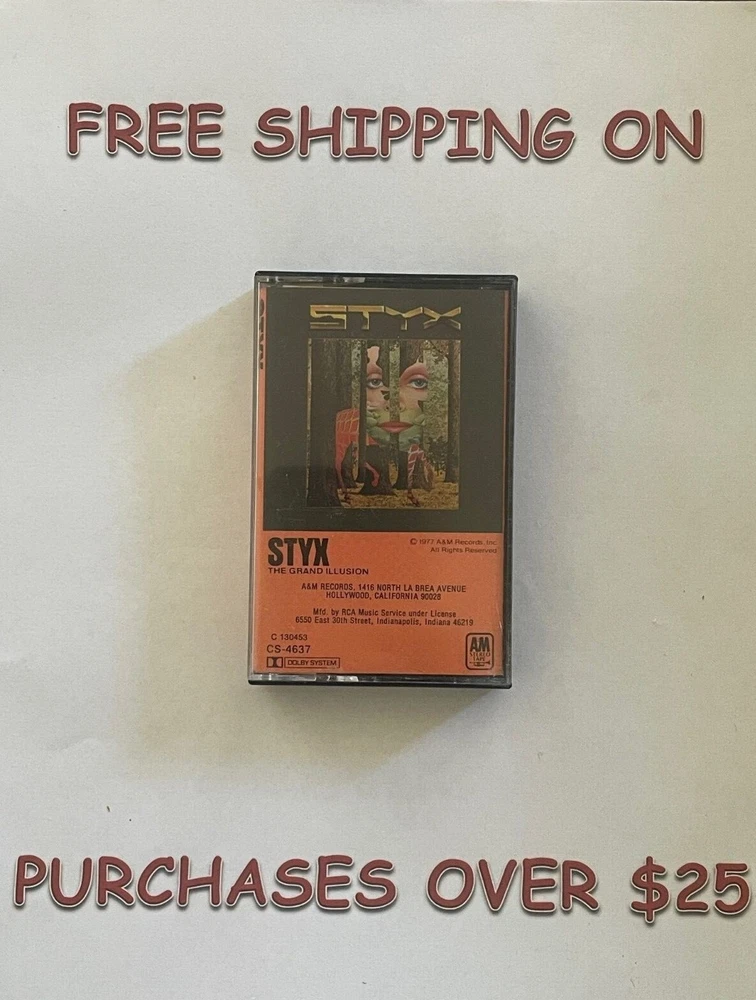 FREE SHIPPING ON
STYX
STYX
© 1977 A&M Records, Inc.
All Rights Reserved
THE GRAND ILLUSION
A&M RECORDS, 1416 NORTH LA BREA AVENUE
HOLLYWOOD, CALIFORNIA 90028
Mfd. by RCA Music Service under License
6550 East 30th Street, Indianapolis, Indiana 46219
C 130453
CS-4637
DOLBY SYSTEM
A&M
STEREO
TAPE
PURCHASES OVER $25